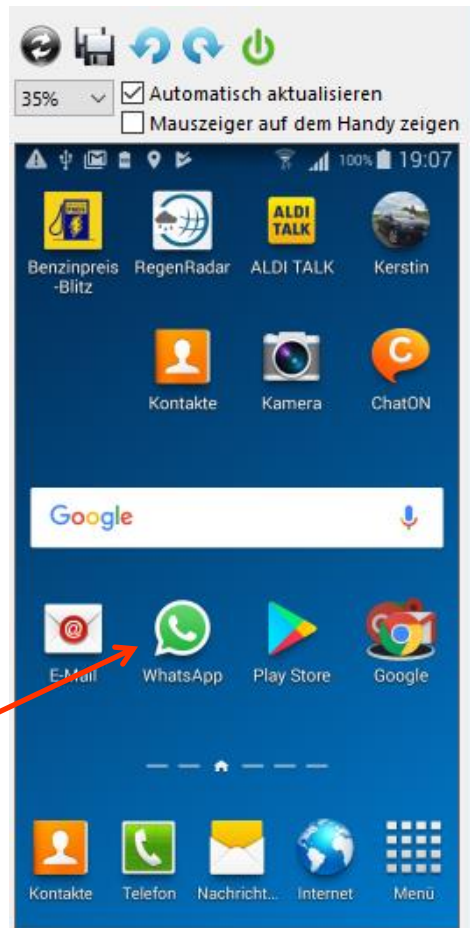 35% Automatisch aktualisieren
Mauszeiger auf dem Handy zeigen
100% 19:07
ALDI
TALK
Benzinpreis RegenRadar ALDI TALK Kerstin
-Blitz
Kontakte Kamera ChatON
Google
E-Mail WhatsApp Play Store Google
Kontakte Telefon Nachricht... Internet Menü